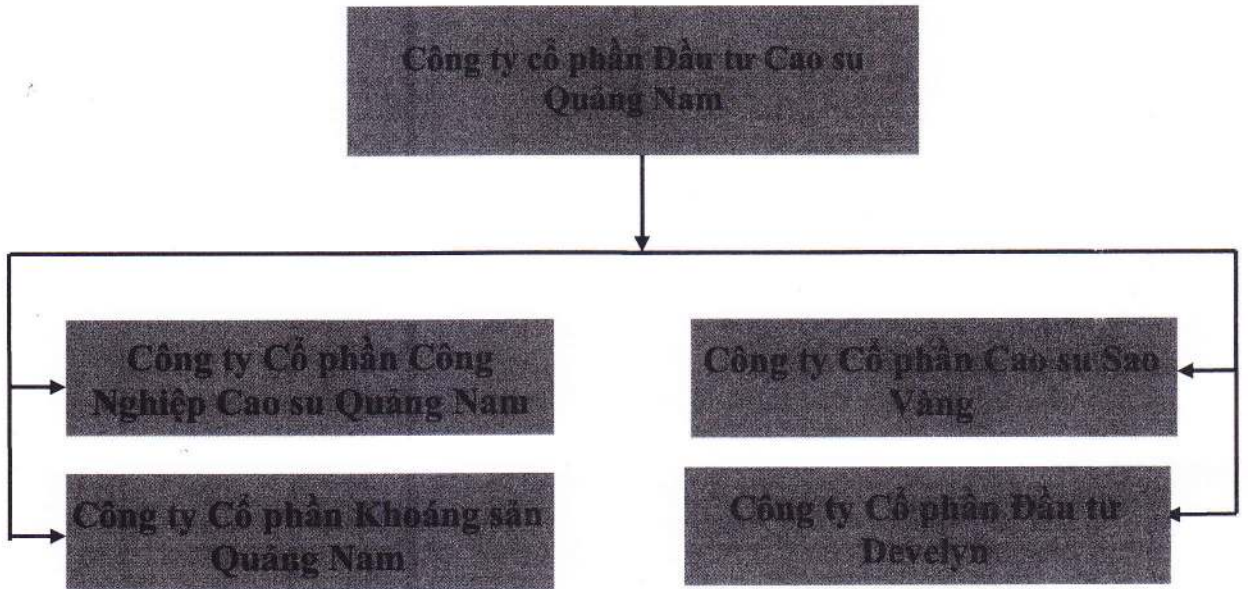 Công ty cổ phần Đầu tư Cao su
Quảng Nam
Công ty Cổ phần Công
Nghiệp Cao su Quảng Nam
Công ty Cổ phần Cao su Sao
Vàng
Công ty Cổ phần Khoáng sản
Quảng Nam
Công ty Cổ phần Đầu tư
Develyn